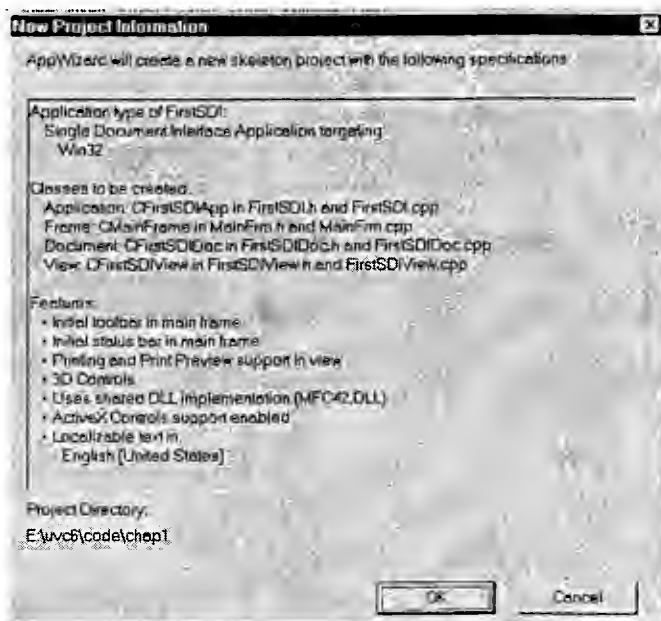 New Project Information
AppWizard will create a new skeleton project with the following specifications:
Application type of FirstSDI:
Single Document Interface Application targeting:
Win32
Classes to be created:
Application: CFirstSDIApp in FirstSDI.h and FirstSDI.cpp
Frame: CMainFrame in MainFrm.h and MainFrm.cpp
Document: CFirstSDIDoc in FirstSDIDoc.h and FirstSDIDoc.cpp
View: CFirstSDIView in FirstSDIView.h and FirstSDIView.cpp
Features:
• Initial toolbar in main frame
• Initial status bar in main frame
• Printing and Print Preview support in view
• 3D Controls
• Uses shared DLL implementation (MFC42.DLL)
• ActiveX Controls support enabled
• Localizable text in:
English [United States]
Project Directory:
E:\uvc6\code\chap1
OK Cancel